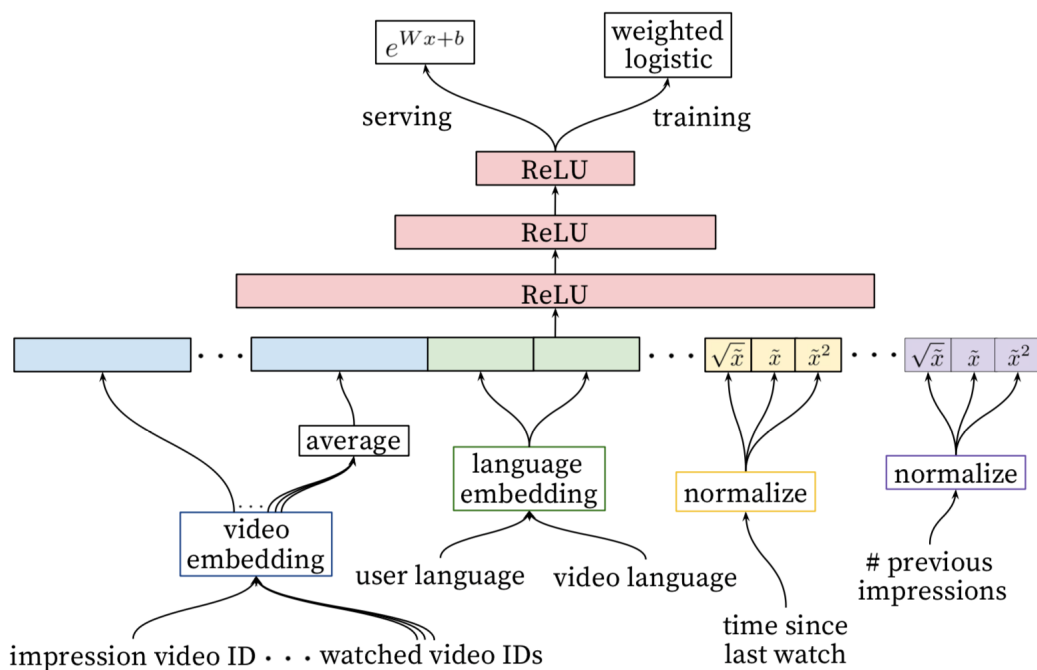 e^{Wx+b}
weighted
logistic
serving
training
ReLU
ReLU
ReLU
. . .
. . .
√x̃ x̃ x̃²
. . .
√x̃ x̃ x̃²
average
language
embedding
normalize
normalize
. . .
video
embedding
user language
video language
# previous
impressions
time since
last watch
impression video ID . . . watched video IDs